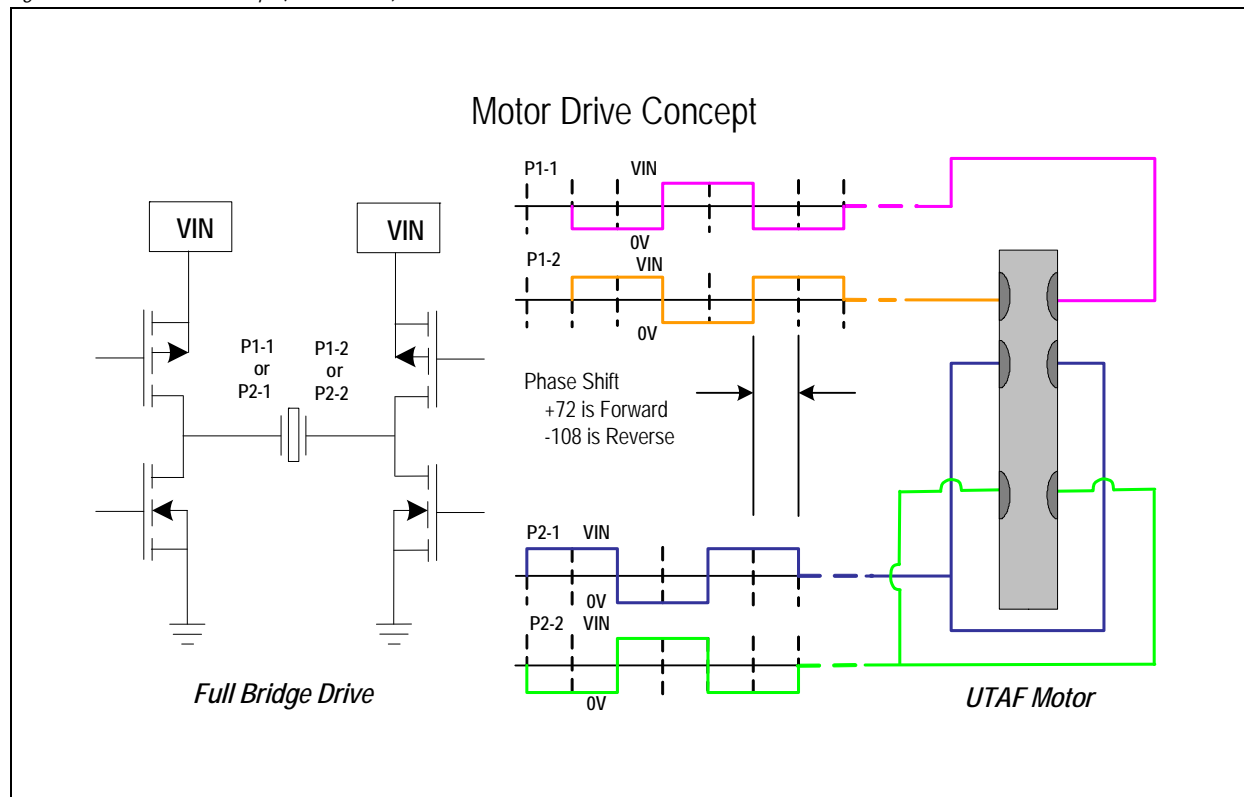 Motor Drive Concept
VIN
VIN
P1-1
or
P2-1
P1-2
or
P2-2
Full Bridge Drive
P1-1
VIN
0V
P1-2
VIN
0V
Phase Shift
+72 is Forward
-108 is Reverse
P2-1
VIN
0V
P2-2
VIN
0V
UTAF Motor